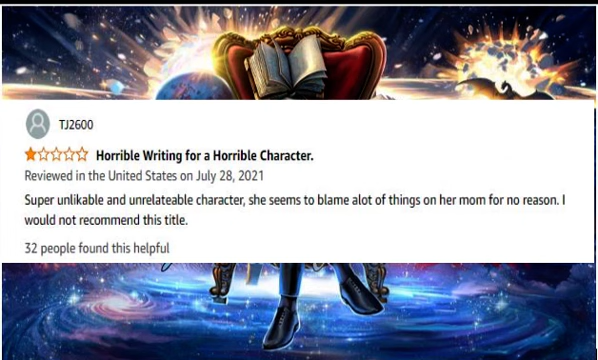 TJ2600
Horrible Writing for a Horrible Character.
Reviewed in the United States on July 28, 2021
Super unlikable and unrelateable character, she seems to blame alot of things on her mom for no reason. I
would not recommend this title.
32 people found this helpful